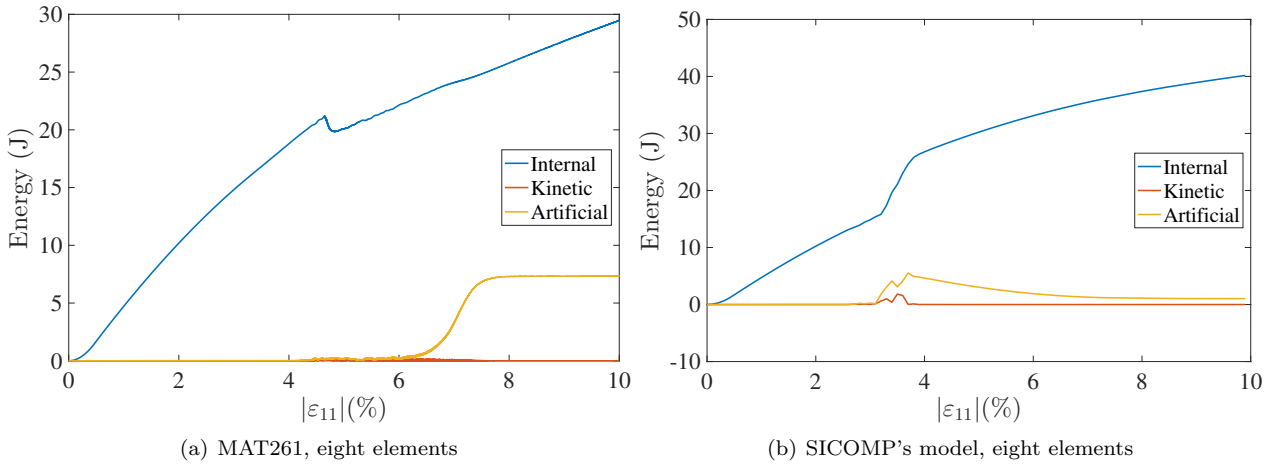 30
25
20
15
10
5
0
Energy (J)
0 2 4 6 8 10
|ε11|(%)
Internal
Kinetic
Artificial
(a) MAT261, eight elements
50
40
30
20
10
0
-10
Energy (J)
0 2 4 6 8 10
|ε11|(%)
Internal
Kinetic
Artificial
(b) SICOMP's model, eight elements